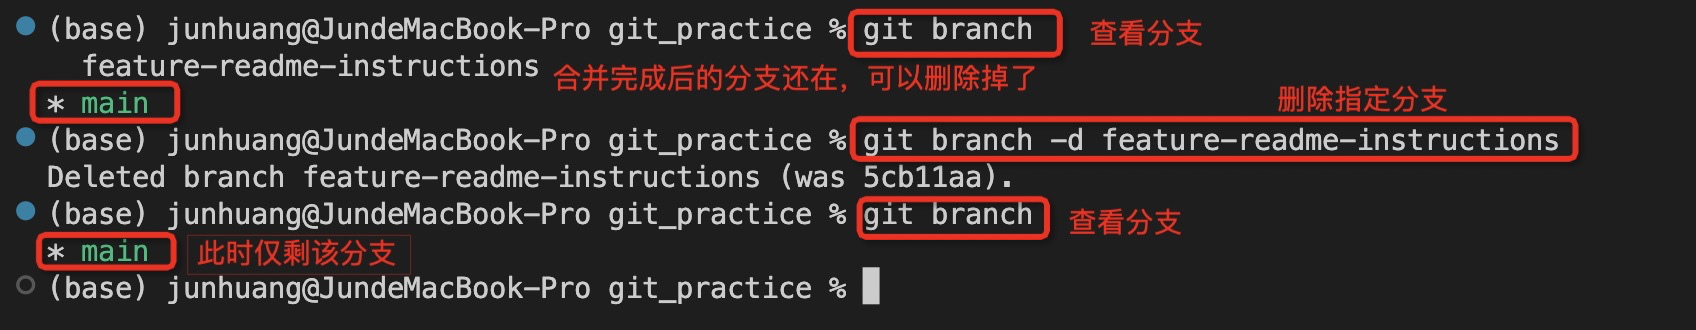 (base) junhuang@JundeMacBook-Pro git_practice % git branch 查看分支
feature-readme-instructions 合并完成后的分支还在，可以删除掉了
* main 删除指定分支
(base) junhuang@JundeMacBook-Pro git_practice % git branch -d feature-readme-instructions
Deleted branch feature-readme-instructions (was 5cb11aa).
(base) junhuang@JundeMacBook-Pro git_practice % git branch 查看分支
* main 此时仅剩该分支
(base) junhuang@JundeMacBook-Pro git_practice %